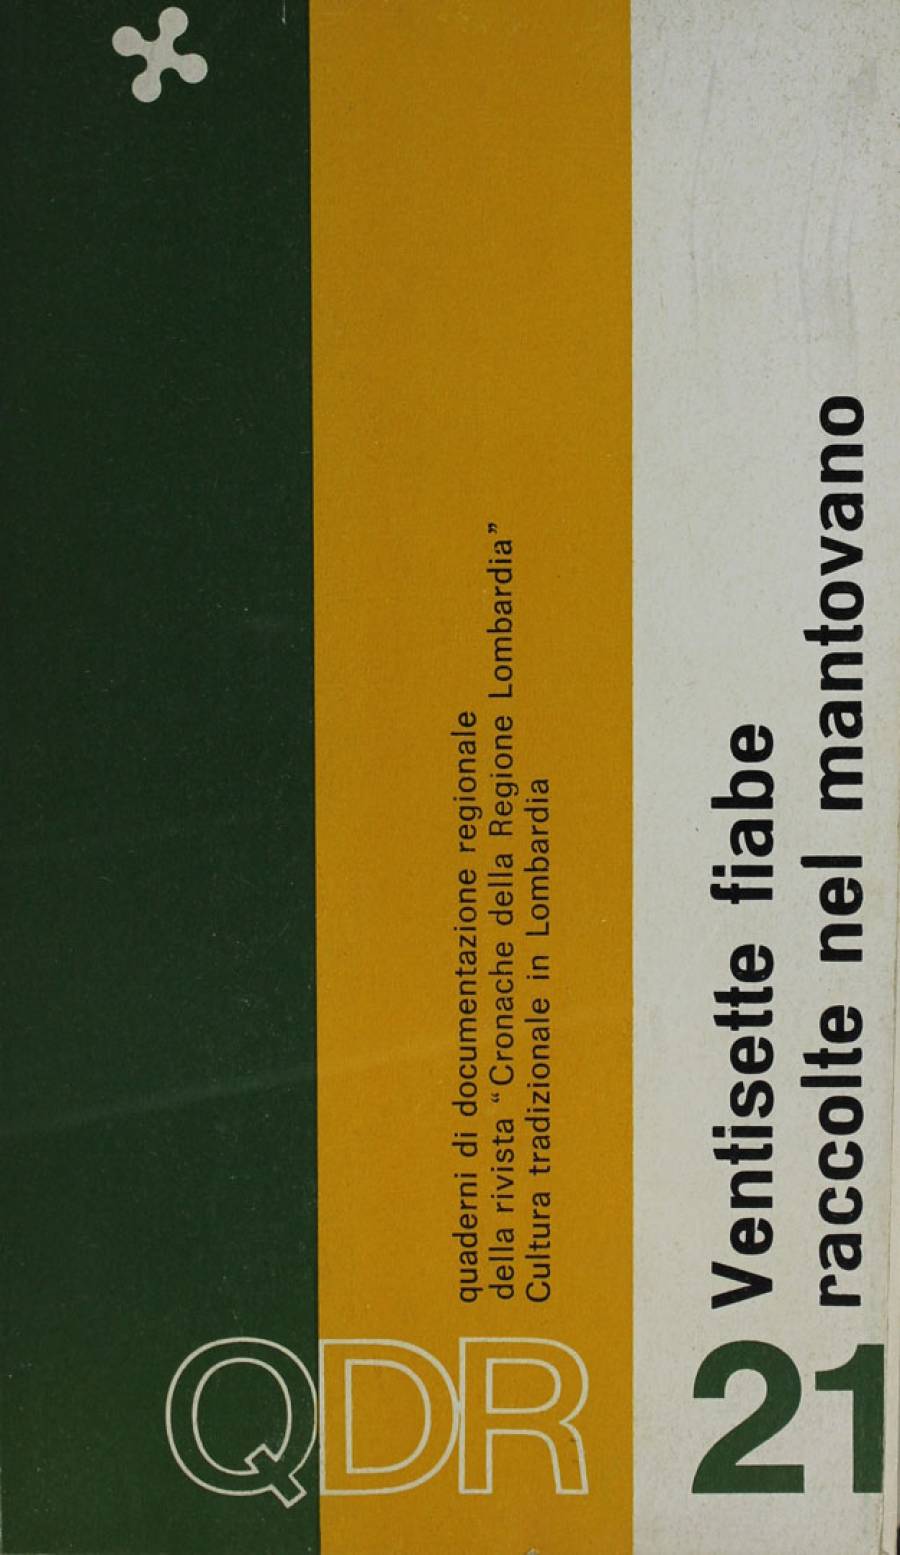 QDR
quaderni di documentazione regionale
della rivista “Cronache della Regione Lombardia”
Cultura tradizionale in Lombardia
21
Ventisette fiabe
raccolte nel mantovano